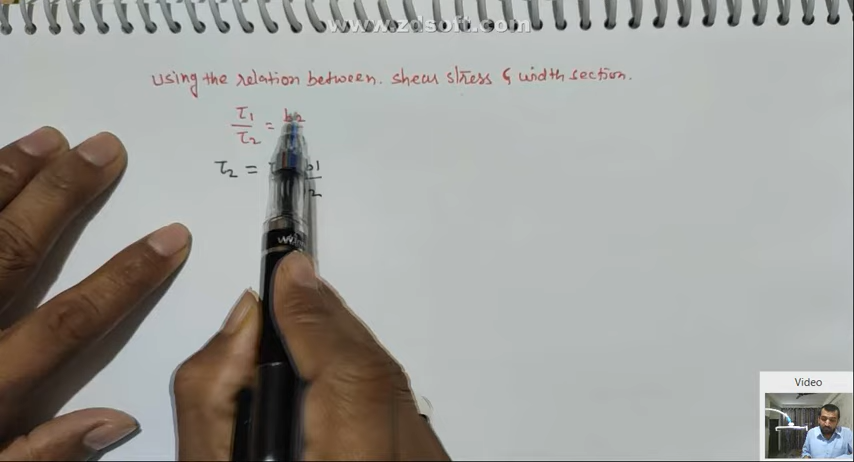 www.zdsoft.com
using the relation between. shear stress & width section.
τ1/τ2 = b2
τ2 =
Video